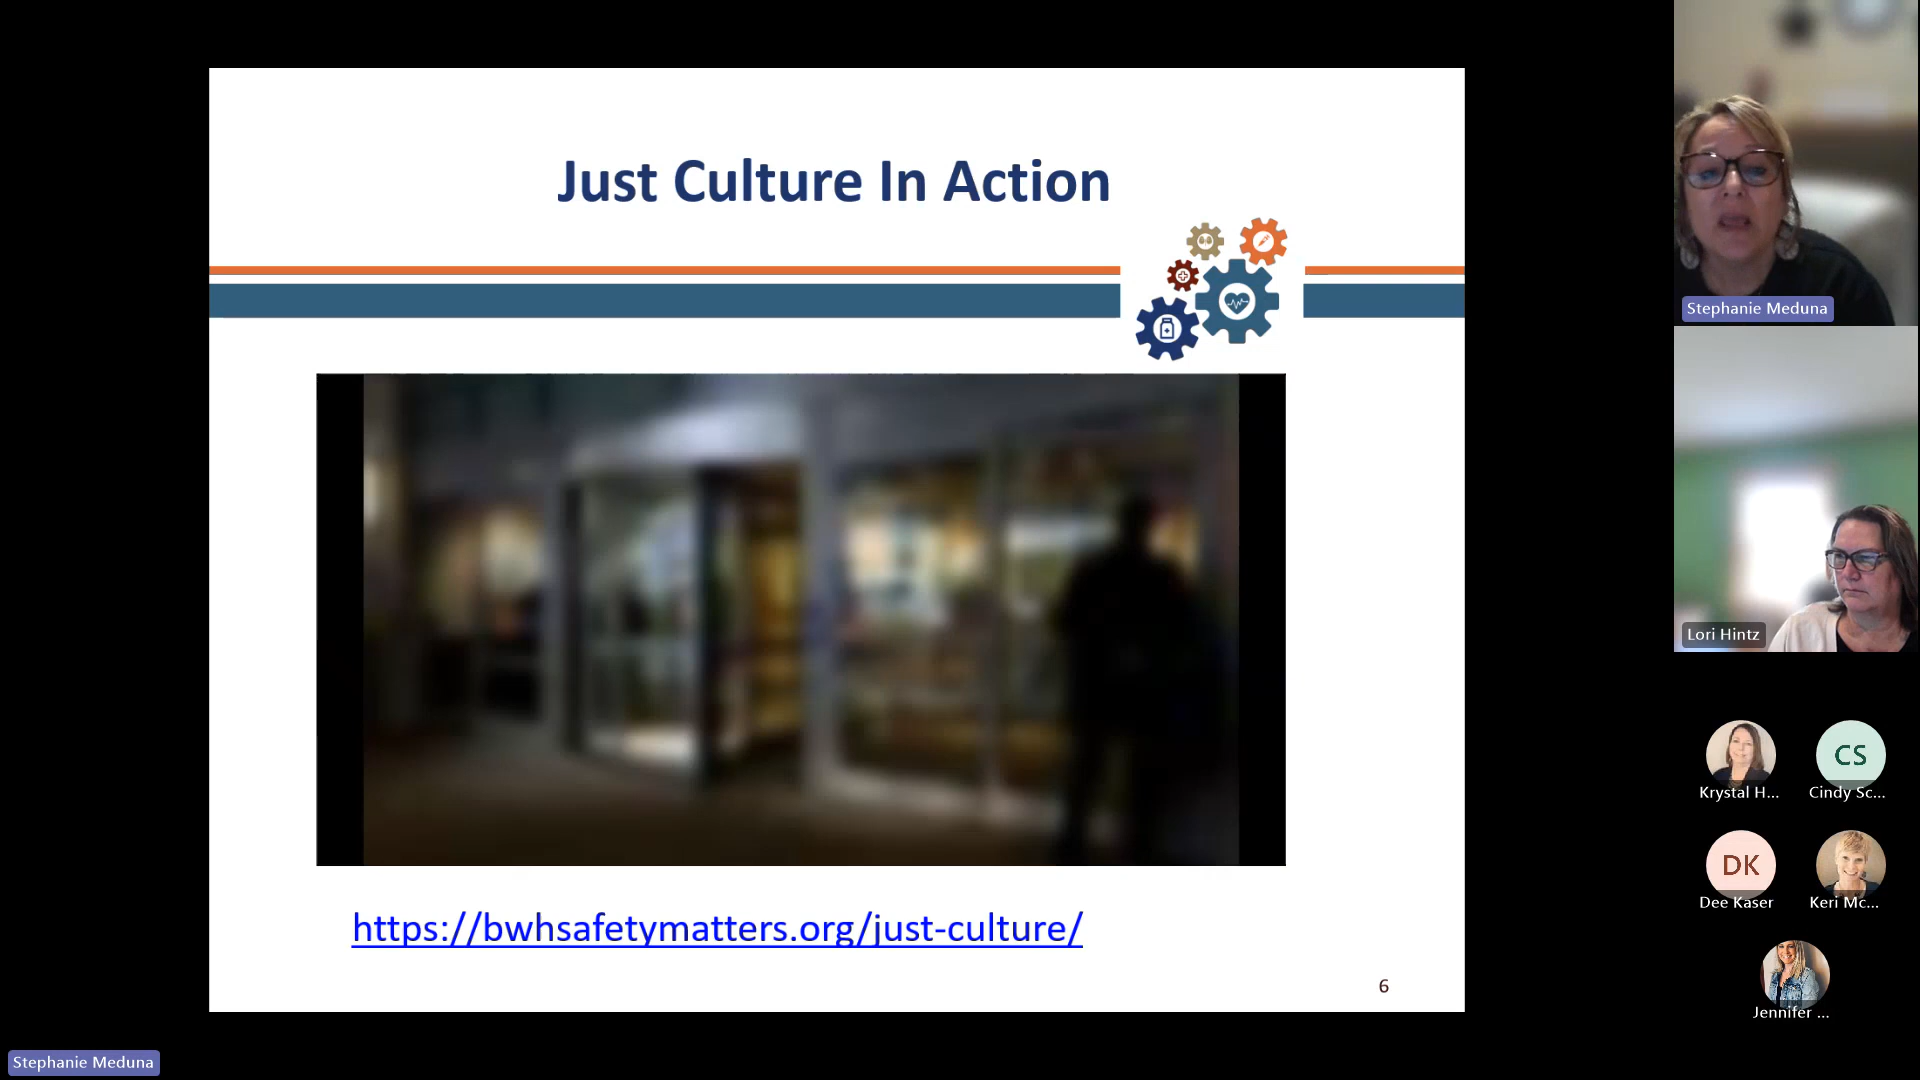 Just Culture In Action
https://bwhsafetymatters.org/just-culture/
6
Stephanie Meduna
Lori Hintz
Krystal H...
CS
Cindy Sc...
DK
Dee Kaser
Keri Mc...
Jennifer ...
Stephanie Meduna